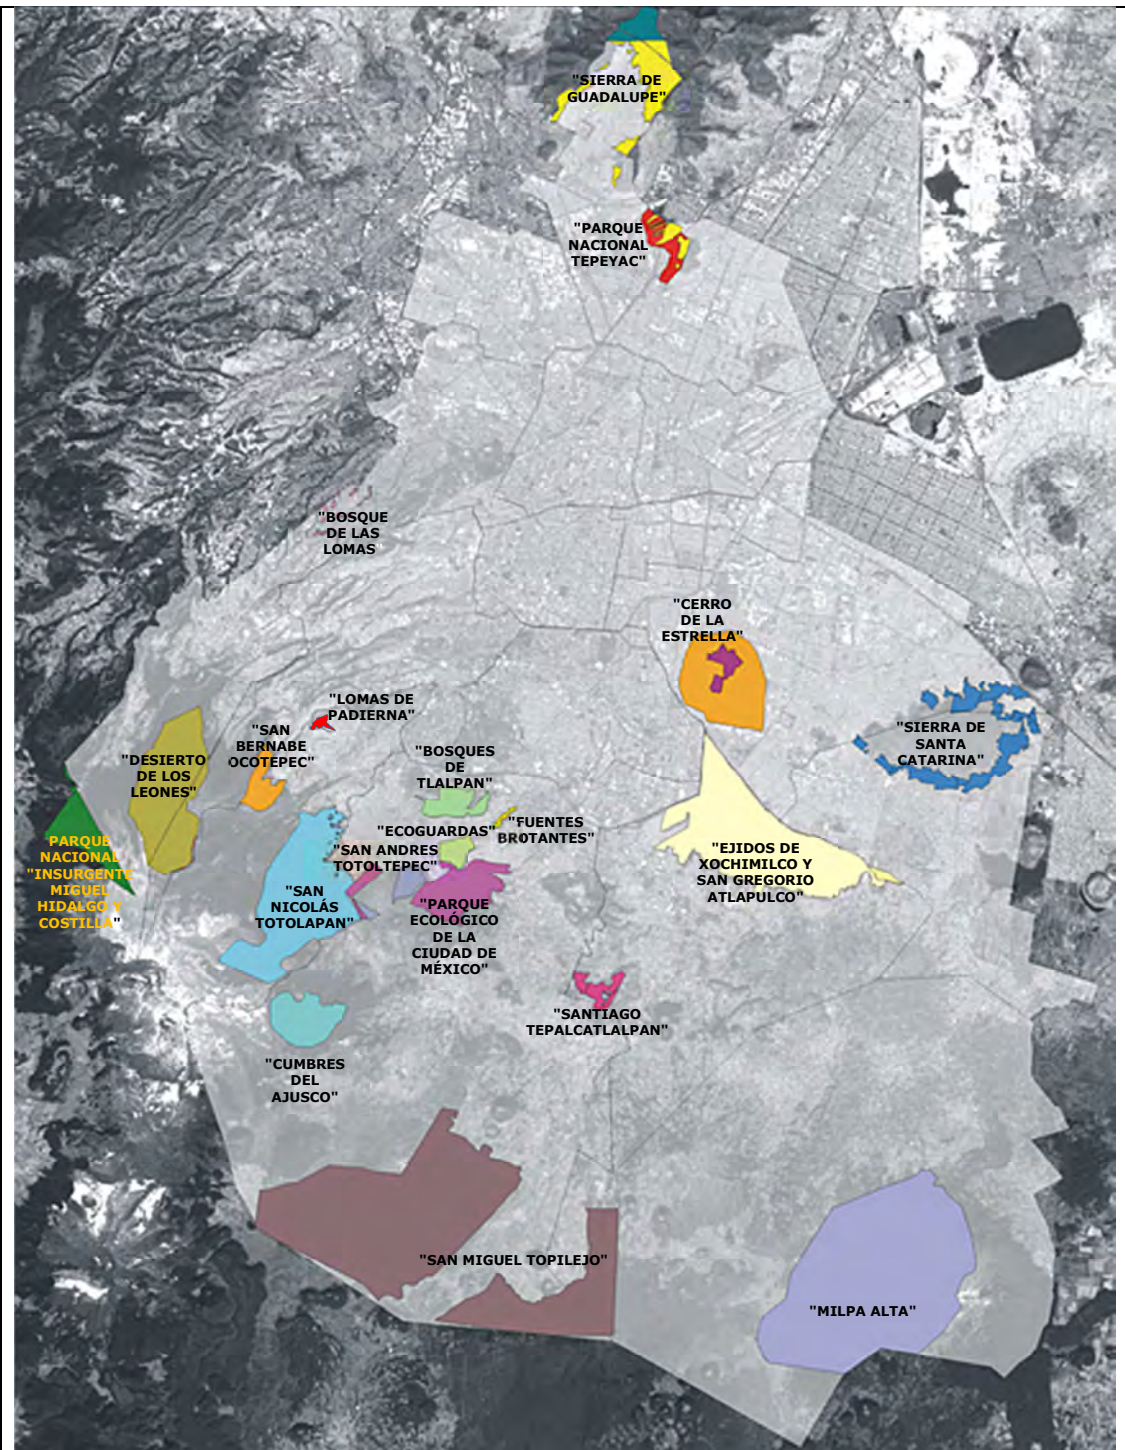 "SIERRA DE
GUADALUPE"
"PARQUE
NACIONAL
TEPEYAC"
"BOSQUE
DE LAS
LOMAS
"CERRO
DE LA
ESTRELLA"
"LOMAS DE
PADIERNA"
"SAN
BERNABE
OCOTEPEC"
"DESIERTO
DE LOS
LEONES"
"BOSQUES
DE
TLALPAN"
"SIERRA DE
SANTA
CATARINA"
"FUENTES
BROTANTES"
"ECOGUARDAS"
"SAN ANDRES
TOTOLTEPEC"
PARQUE
NACIONAL
"INSURGENTE
MIGUEL
HIDALGO Y
COSTILLA"
"SAN
NICOLÁS
TOTOLAPAN"
"PARQUE
ECOLÓGICO
DE LA
CIUDAD DE
MÉXICO"
"EJIDOS DE
XOCHIMILCO Y
SAN GREGORIO
ATLAPULCO"
"SANTIAGO
TEPALCATLALPAN"
"CUMBRES
DEL
AJUSCO"
"SAN MIGUEL TOPILEJO"
"MILPA ALTA"